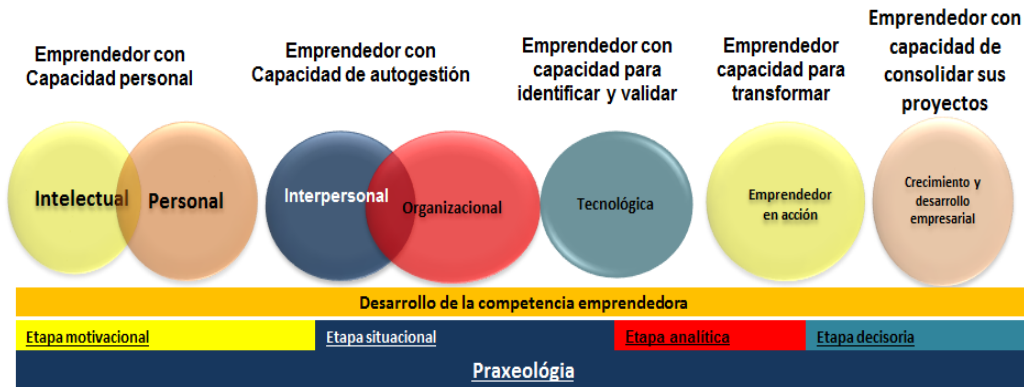 Emprendedor con
Capacidad personal
Emprendedor con
Capacidad de autogestión
Emprendedor con
capacidad para
identificar y validar
Emprendedor
capacidad para
transformar
Emprendedor con
capacidad de
consolidar sus
proyectos
Intelectual
Personal
Interpersonal
Organizacional
Tecnológica
Emprendedor
en acción
Crecimiento y
desarrollo
empresarial
Desarrollo de la competencia emprendedora
Etapa motivacional
Etapa situacional
Etapa analítica
Etapa decisoria
Praxeológia